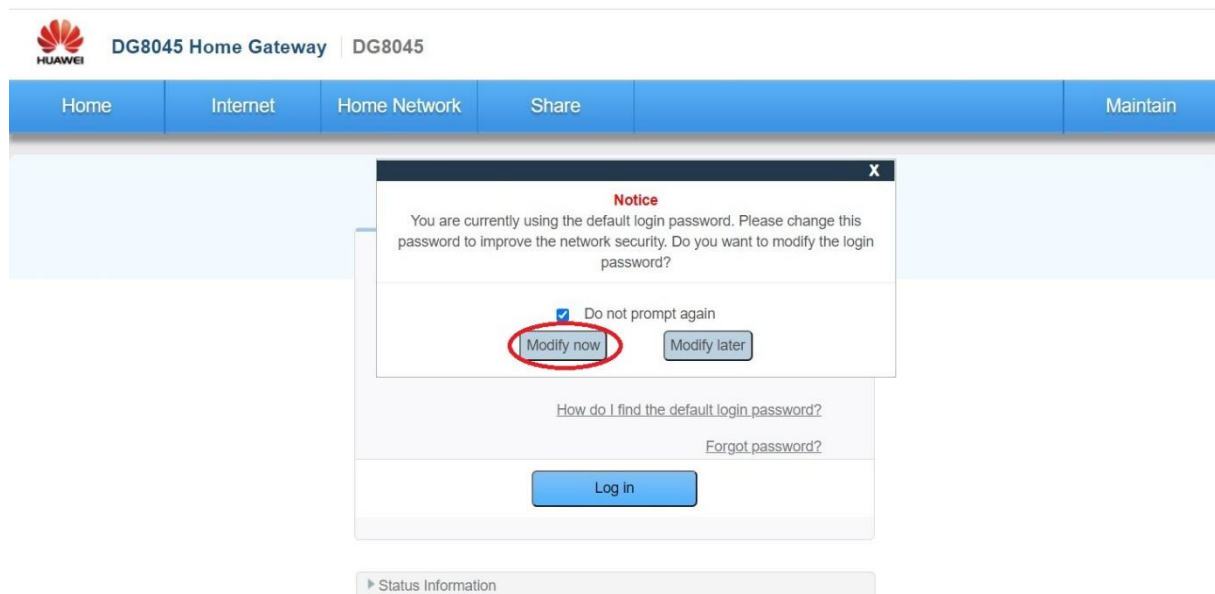 HUAWEI
DG8045 Home Gateway DG8045
Home Internet Home Network Share Maintain
X
Notice
You are currently using the default login password. Please change this
password to improve the network security. Do you want to modify the login
password?
Do not prompt again
Modify now Modify later
How do I find the default login password?
Forgot password?
Log in
Status Information